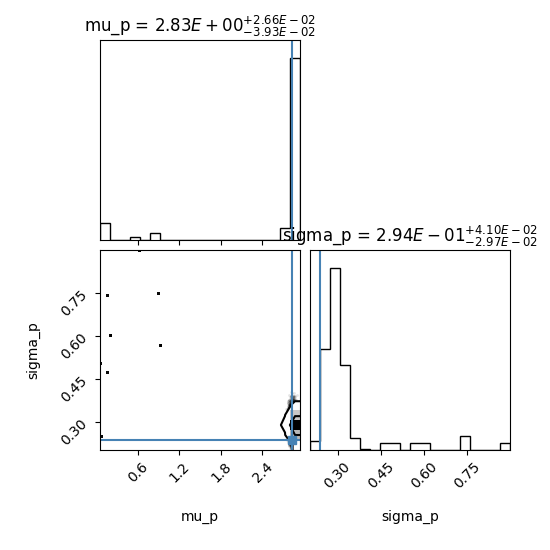 mu_p = 2.83E + 00+2.66E − 02 −3.93E − 02
sigma_p = 2.94E − 01+4.10E − 02 −2.97E − 02
sigma_p
0.75
0.60
0.45
0.30
0.6 1.2 1.8 2.4
0.30 0.45 0.60 0.75
mu_p
sigma_p